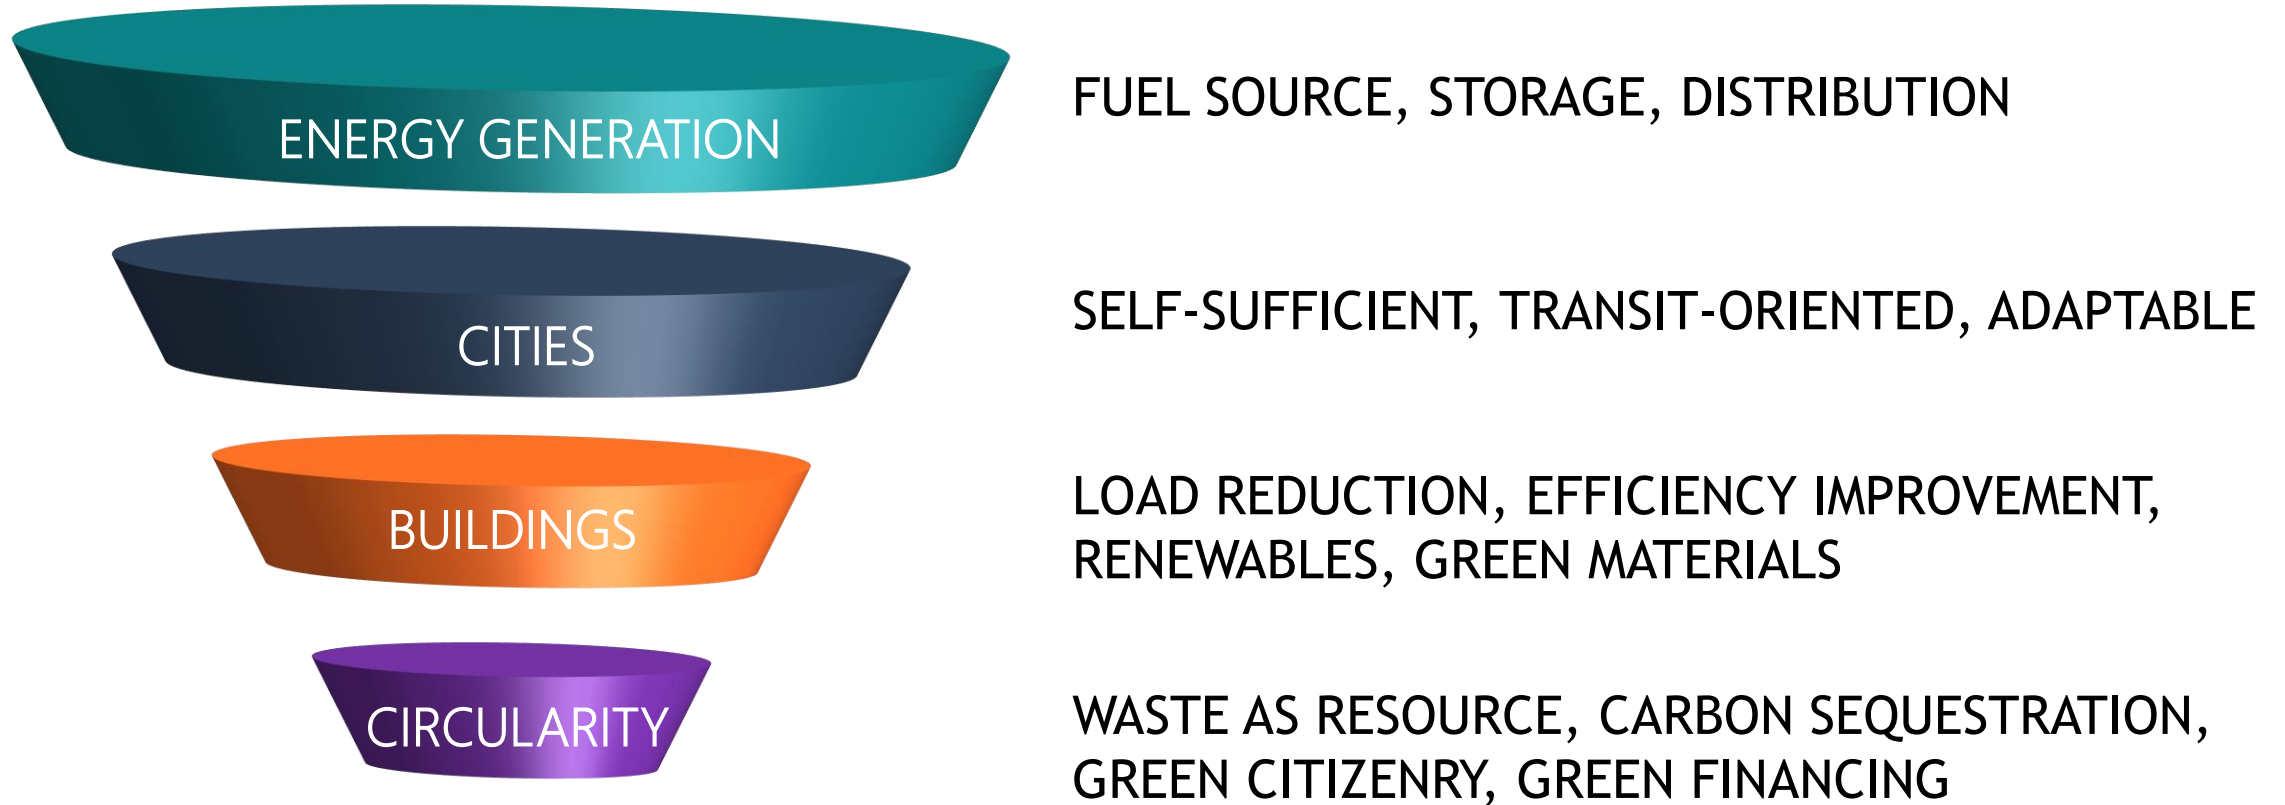 ENERGY GENERATION
FUEL SOURCE, STORAGE, DISTRIBUTION
CITIES
SELF-SUFFICIENT, TRANSIT-ORIENTED, ADAPTABLE
BUILDINGS
LOAD REDUCTION, EFFICIENCY IMPROVEMENT,
RENEWABLES, GREEN MATERIALS
CIRCULARITY
WASTE AS RESOURCE, CARBON SEQUESTRATION,
GREEN CITIZENRY, GREEN FINANCING